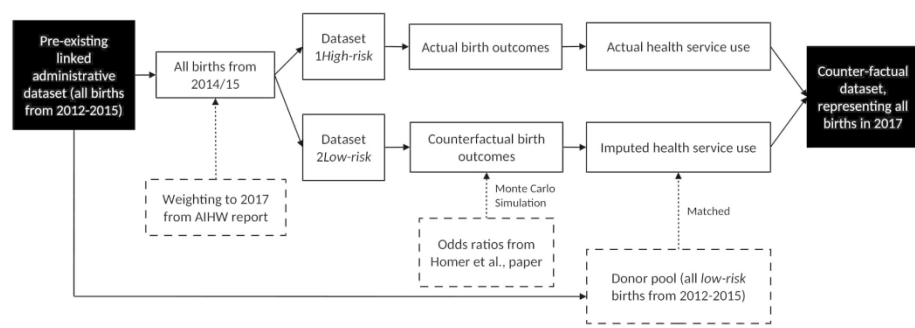 Pre-existing
linked
administrative
dataset (all births
from 2012-2015)
All births from
2014/15
Dataset
1High-risk
Actual birth outcomes
Actual health service use
Counter-factual
dataset,
representing all
births in 2017
Dataset
2Low-risk
Counterfactual birth
outcomes
Imputed health service use
Weighting to 2017
from AIHW report
Monte Carlo
Simulation
Matched
Odds ratios from
Homer et al., paper
Donor pool (all low-risk
births from 2012-2015)